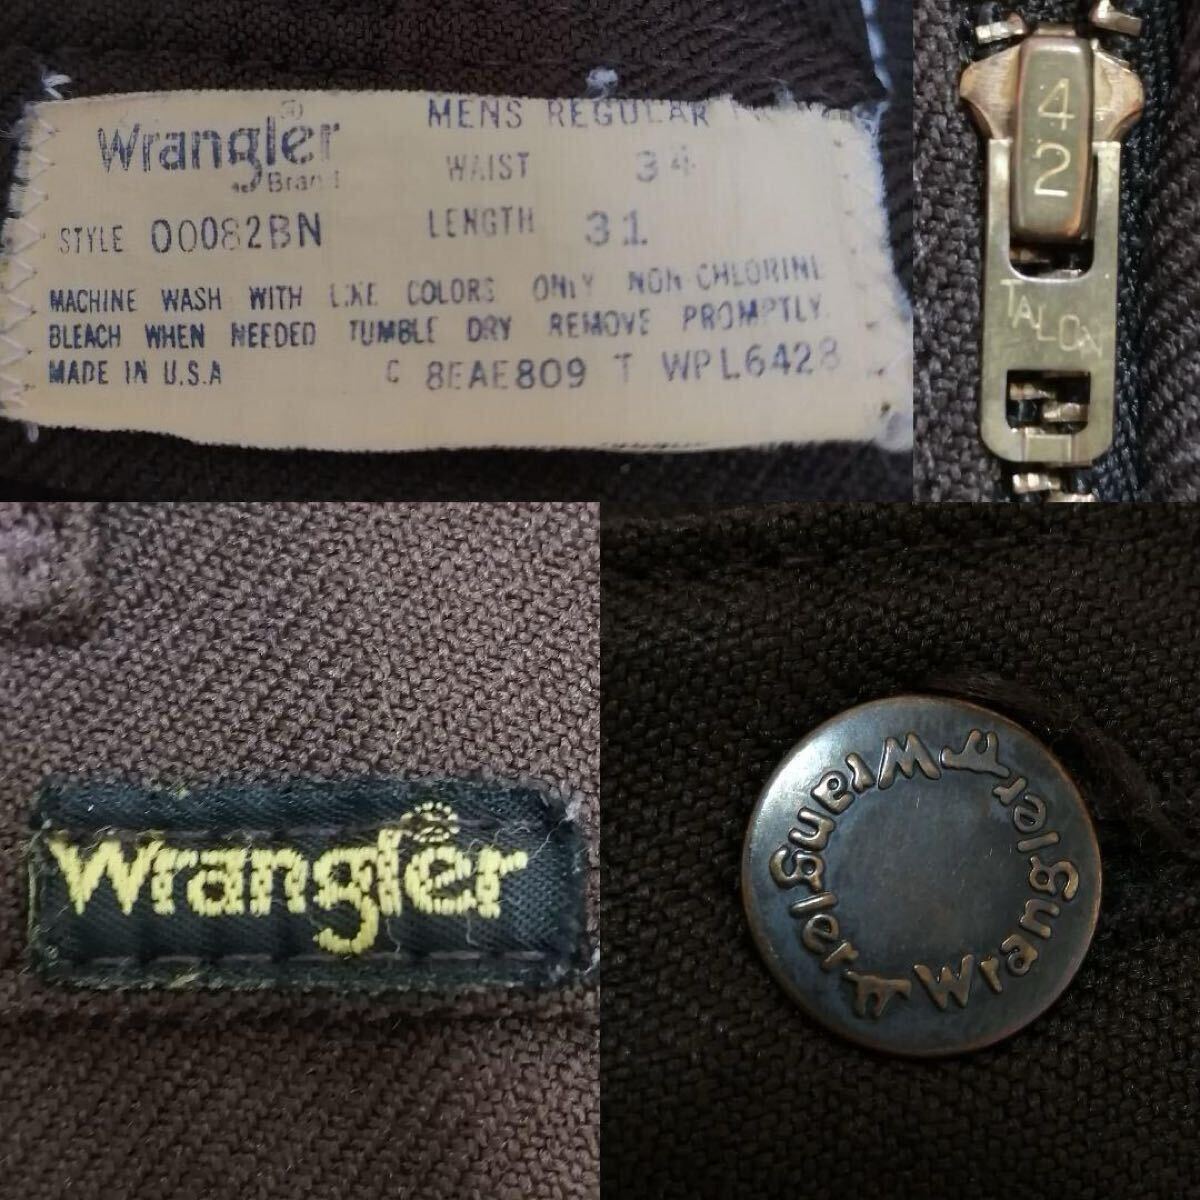 Wrangler®
Brand
MENS REGULAR
WAIST 34
STYLE 00082BN
LENGTH 31
MACHINE WASH WITH LIKE COLORS ONLY NON-CHLORINE
BLEACH WHEN NEEDED TUMBLE DRY REMOVE PROMPTLY.
MADE IN U.S.A
C 8EAE809 T WPL6428
42
TALON
Wrangler®
Wrangler
Wrangler